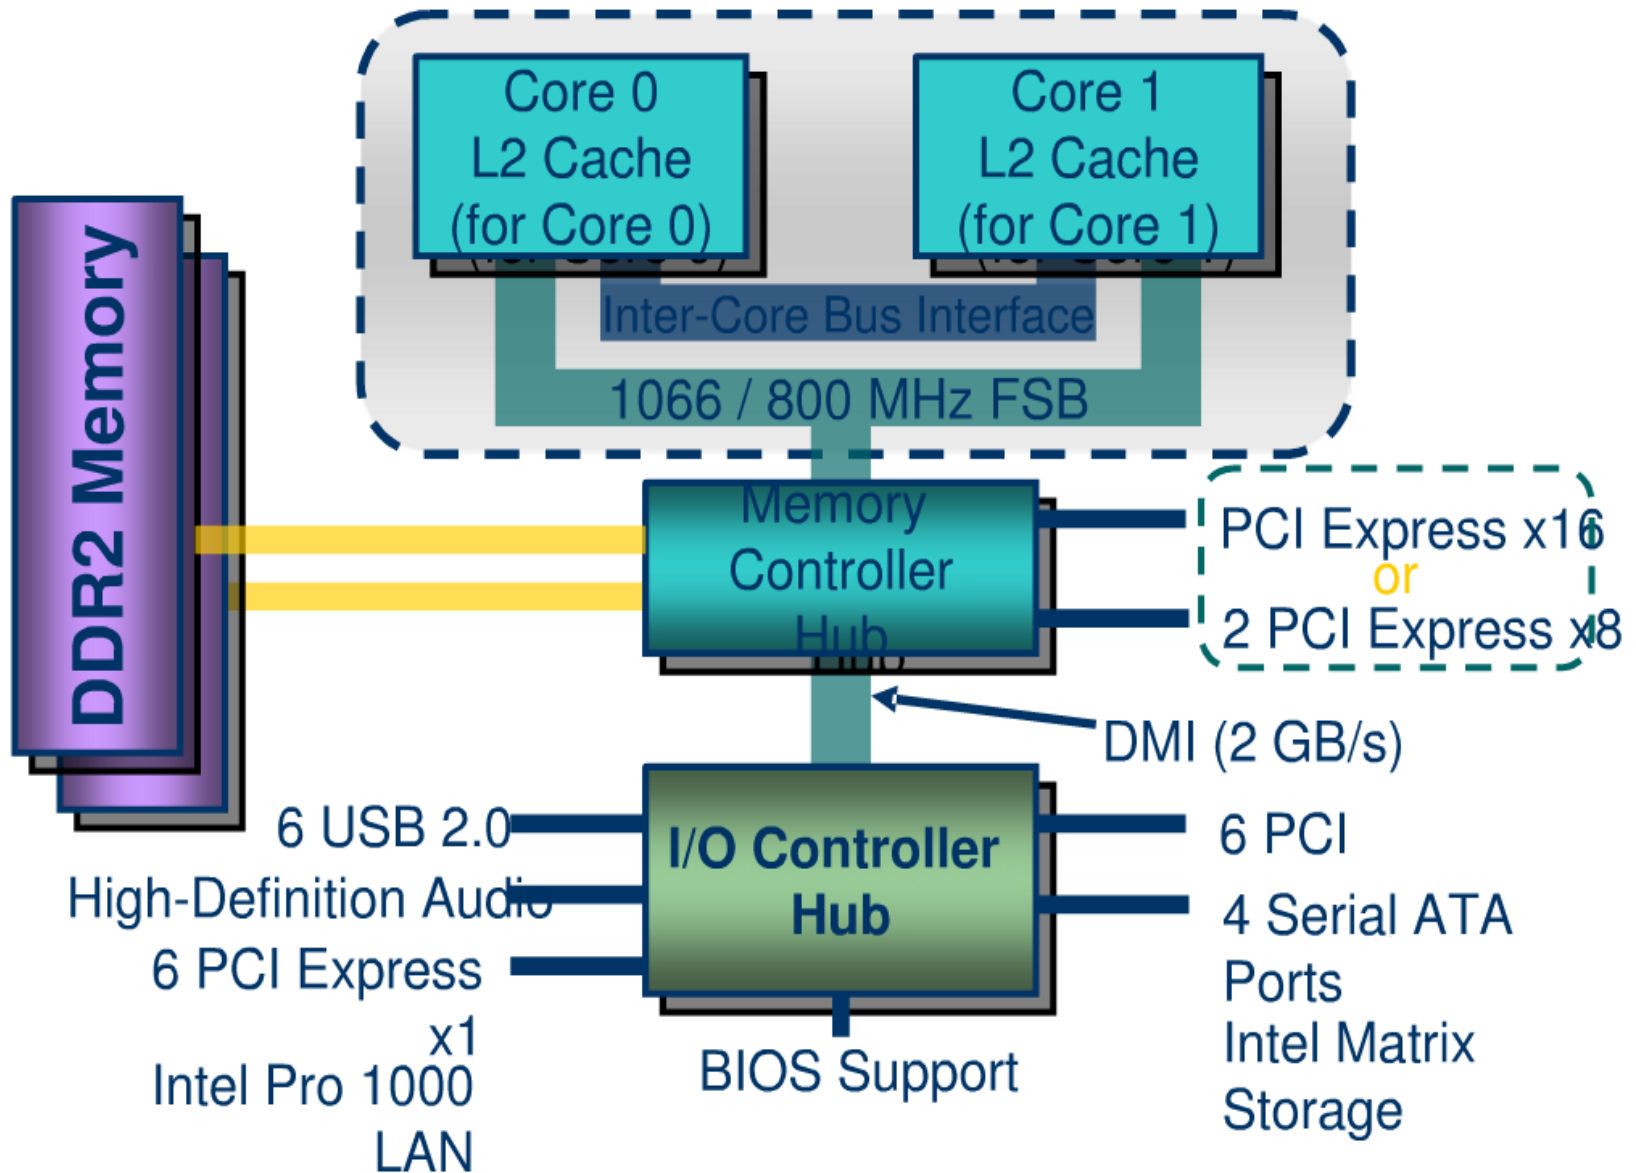 Core 0
L2 Cache
(for Core 0)
Core 1
L2 Cache
(for Core 1)
Inter-Core Bus Interface
1066 / 800 MHz FSB
DDR2 Memory
Memory
Controller
Hub
PCI Express x16
or
2 PCI Express x8
DMI (2 GB/s)
I/O Controller
Hub
6 USB 2.0
High-Definition Audio
6 PCI Express
x1
Intel Pro 1000
LAN
BIOS Support
6 PCI
4 Serial ATA
Ports
Intel Matrix
Storage